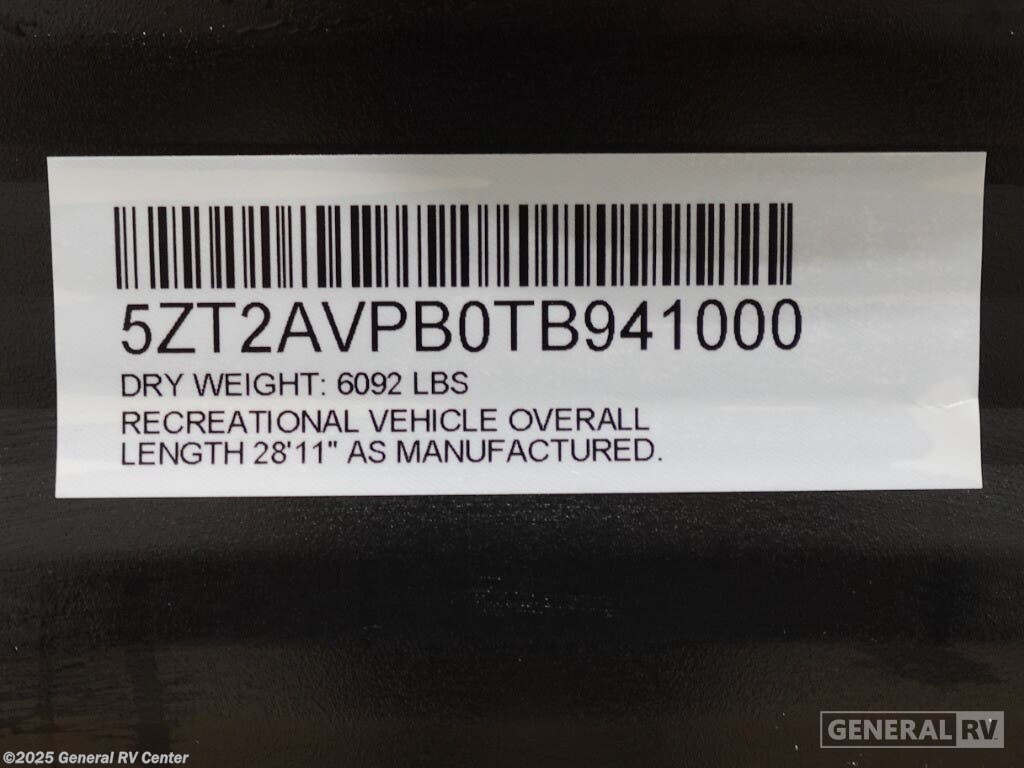 5ZT2AVPB0TB941000
DRY WEIGHT: 6092 LBS
RECREATIONAL VEHICLE OVERALL
LENGTH 28'11" AS MANUFACTURED.
GENERAL RV
©2025 General RV Center